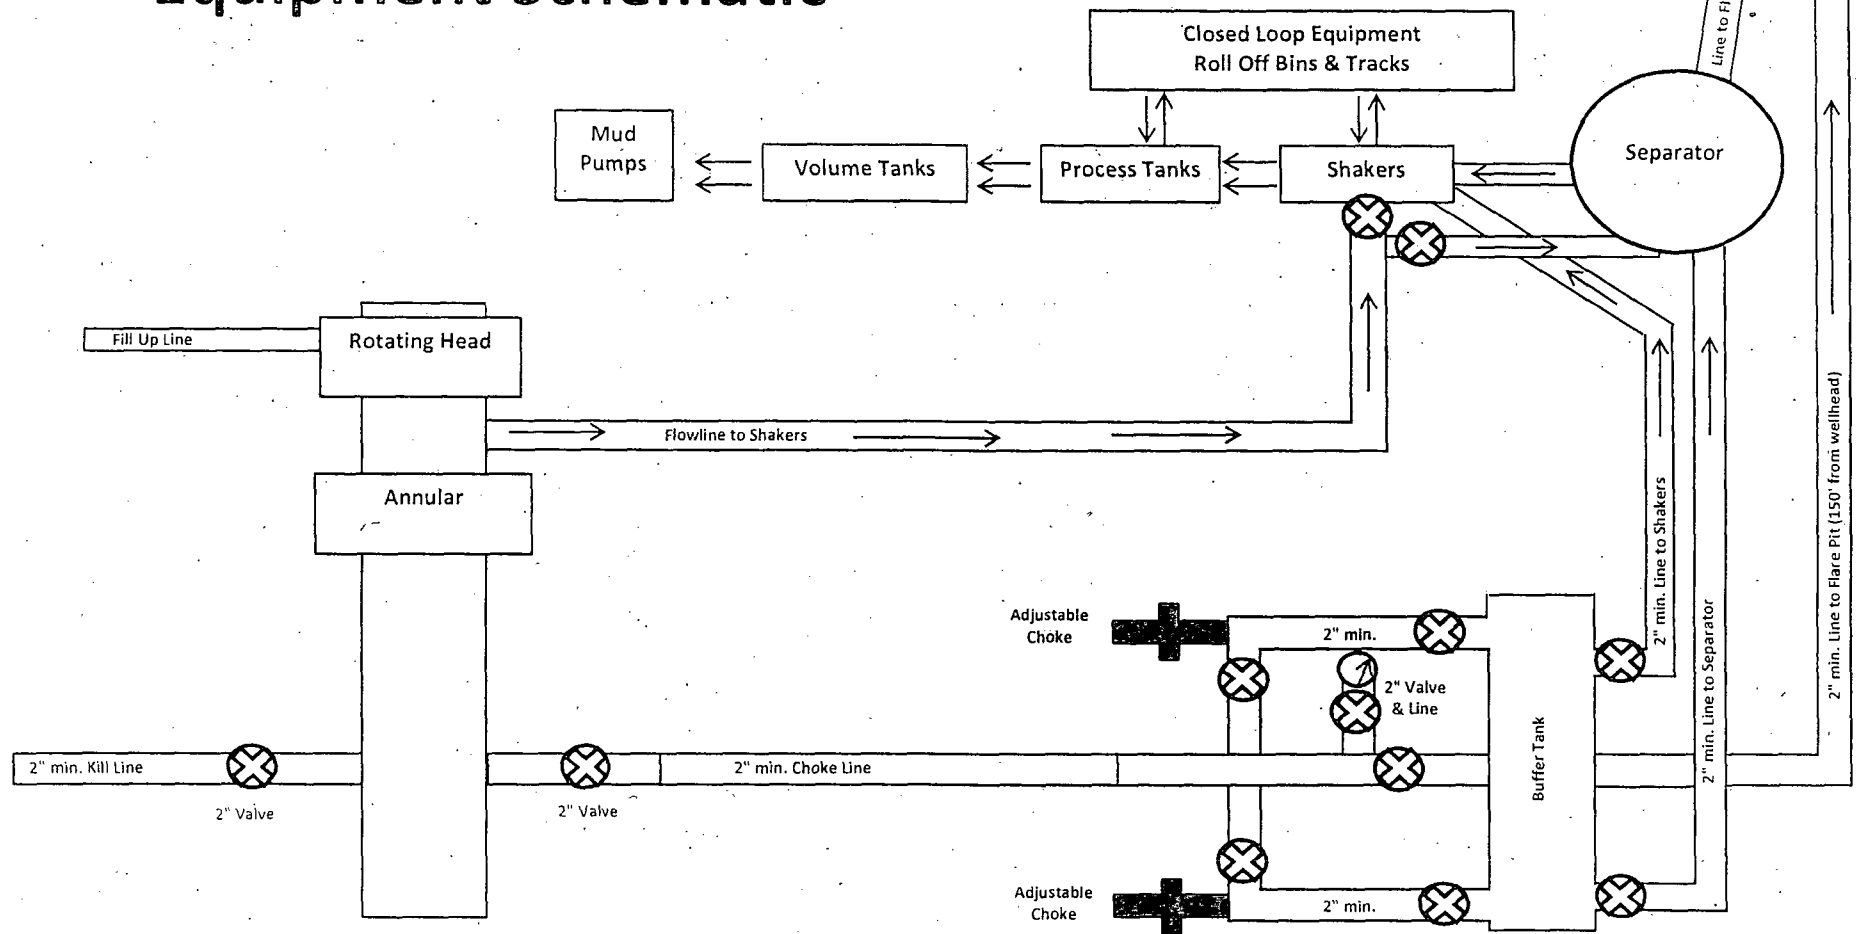 Equipment Schematic
Closed Loop Equipment
Roll Off Bins & Tracks
Line to Fl
Mud
Pumps
Volume Tanks
Process Tanks
Shakers
Separator
Fill Up Line
Rotating Head
Flowline to Shakers
Annular
Adjustable
Choke
2" min.
2" Valve
& Line
2" min. Line to Shakers
2" min. Line to Separator
2" min. Line to Flare Pit (150' from wellhead)
Buffer Tank
2" min. Kill Line
2" Valve
2" min. Choke Line
2" Valve
Adjustable
Choke
2" min.